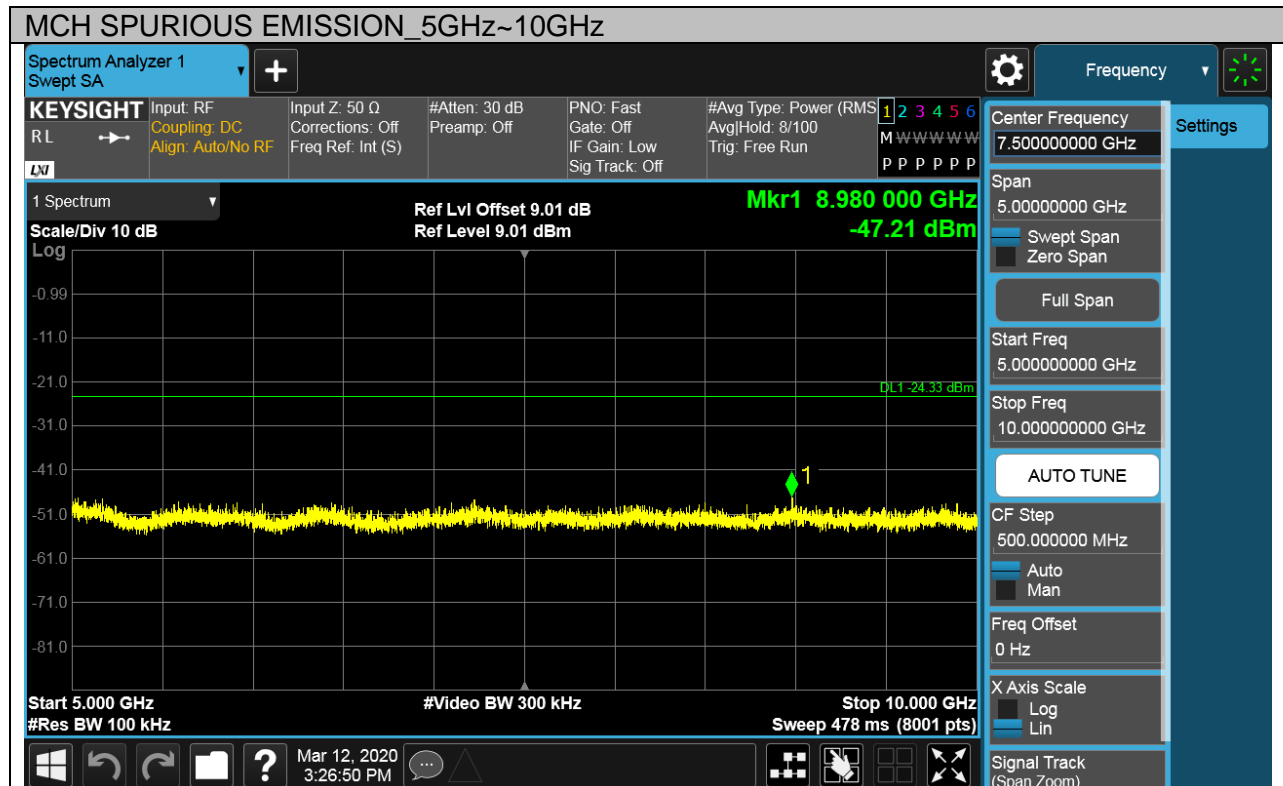 MCH SPURIOUS EMISSION_5GHz~10GHz
Spectrum Analyzer 1
Swept SA
+
Frequency
KEYSIGHT
RL
LXI
Input: RF
Coupling: DC
Align: Auto/No RF
Input Z: 50 Ω
Corrections: Off
Freq Ref: Int (S)
#Atten: 30 dB
Preamp: Off
PNO: Fast
Gate: Off
IF Gain: Low
Sig Track: Off
#Avg Type: Power (RMS
Avg|Hold: 8/100
Trig: Free Run
1 2 3 4 5 6
M W W W W W
P P P P P P
Center Frequency
7.500000000 GHz
Settings
1 Spectrum
Scale/Div 10 dB
Ref Lvl Offset 9.01 dB
Ref Level 9.01 dBm
Mkr1 8.980 000 GHz
-47.21 dBm
Log
-0.99
-11.0
-21.0
-31.0
-41.0
-51.0
-61.0
-71.0
-81.0
DL1 -24.33 dBm
1
Start 5.000 GHz
#Res BW 100 kHz
#Video BW 300 kHz
Stop 10.000 GHz
Sweep 478 ms (8001 pts)
Span
5.00000000 GHz
Swept Span
Zero Span
Full Span
Start Freq
5.000000000 GHz
Stop Freq
10.000000000 GHz
AUTO TUNE
CF Step
500.000000 MHz
Auto
Man
Freq Offset
0 Hz
X Axis Scale
Log
Lin
Signal Track
(Span Zoom)
?
Mar 12, 2020
3:26:50 PM